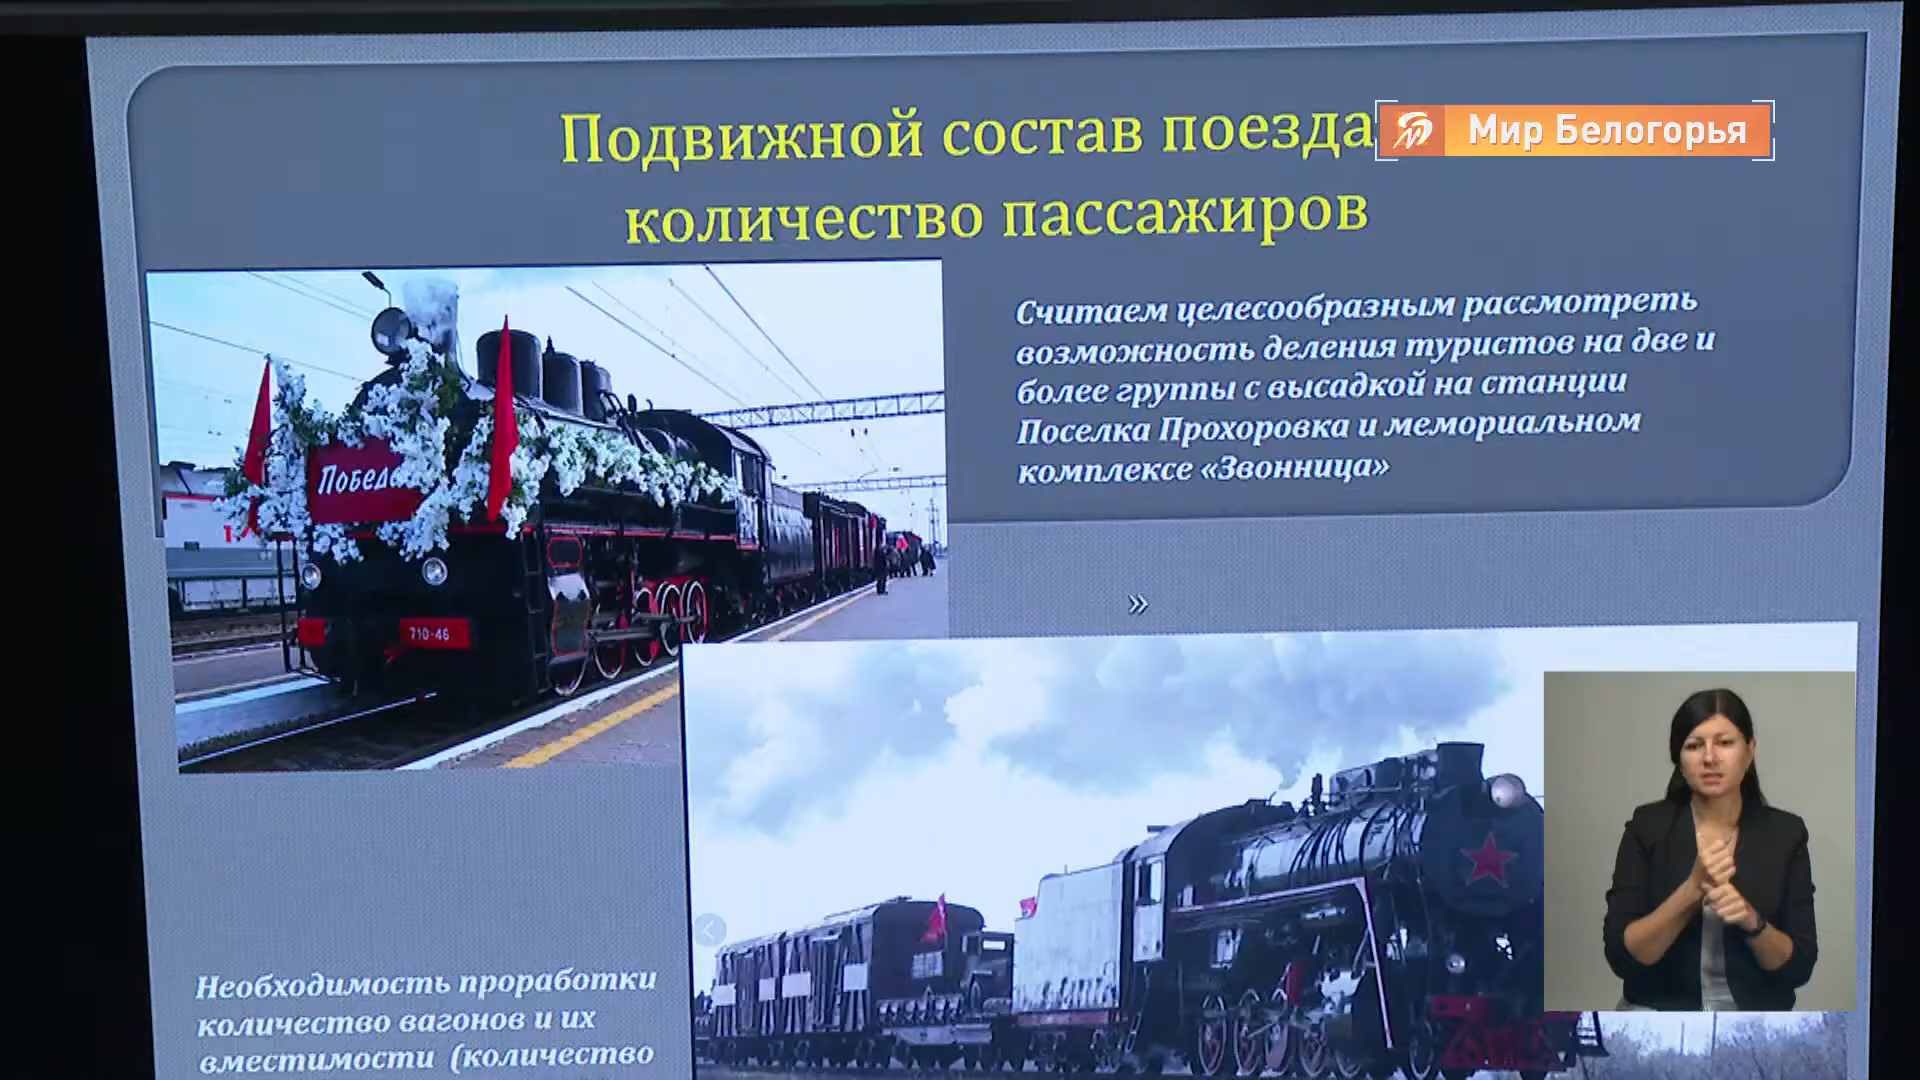 Подвижной состав поезда
Мир Белогорья
количество пассажиров
Считаем целесообразным рассмотреть
возможность деления туристов на две и
более группы с высадкой на станции
Поселка Прохоровка и мемориальном
комплексе «Звонница»
»
710-46
Необходимость проработки
количество вагонов и их
вместимости (количество